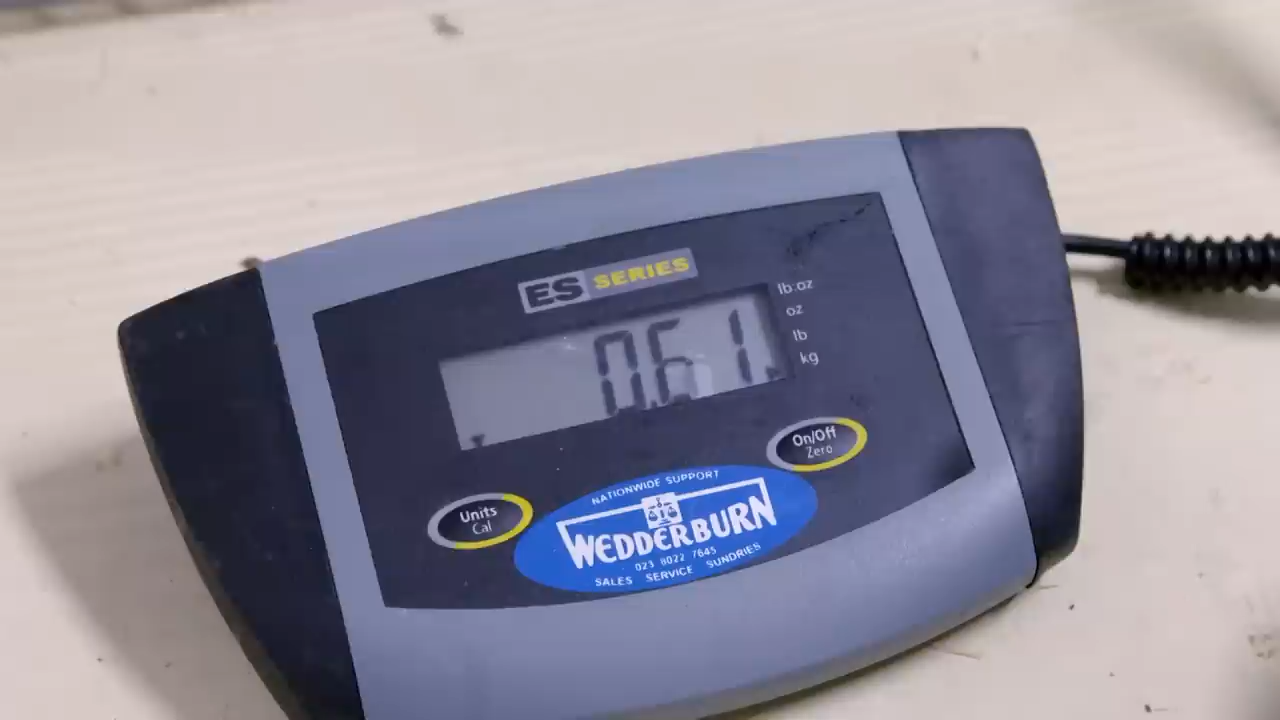 ES SERIES
0.61
lb.oz
oz
lb
kg
On/Off
Zero
Units
Cal
NATIONWIDE SUPPORT
WEDDERBURN
023 8022 7645
SALES SERVICE SUNDRIES